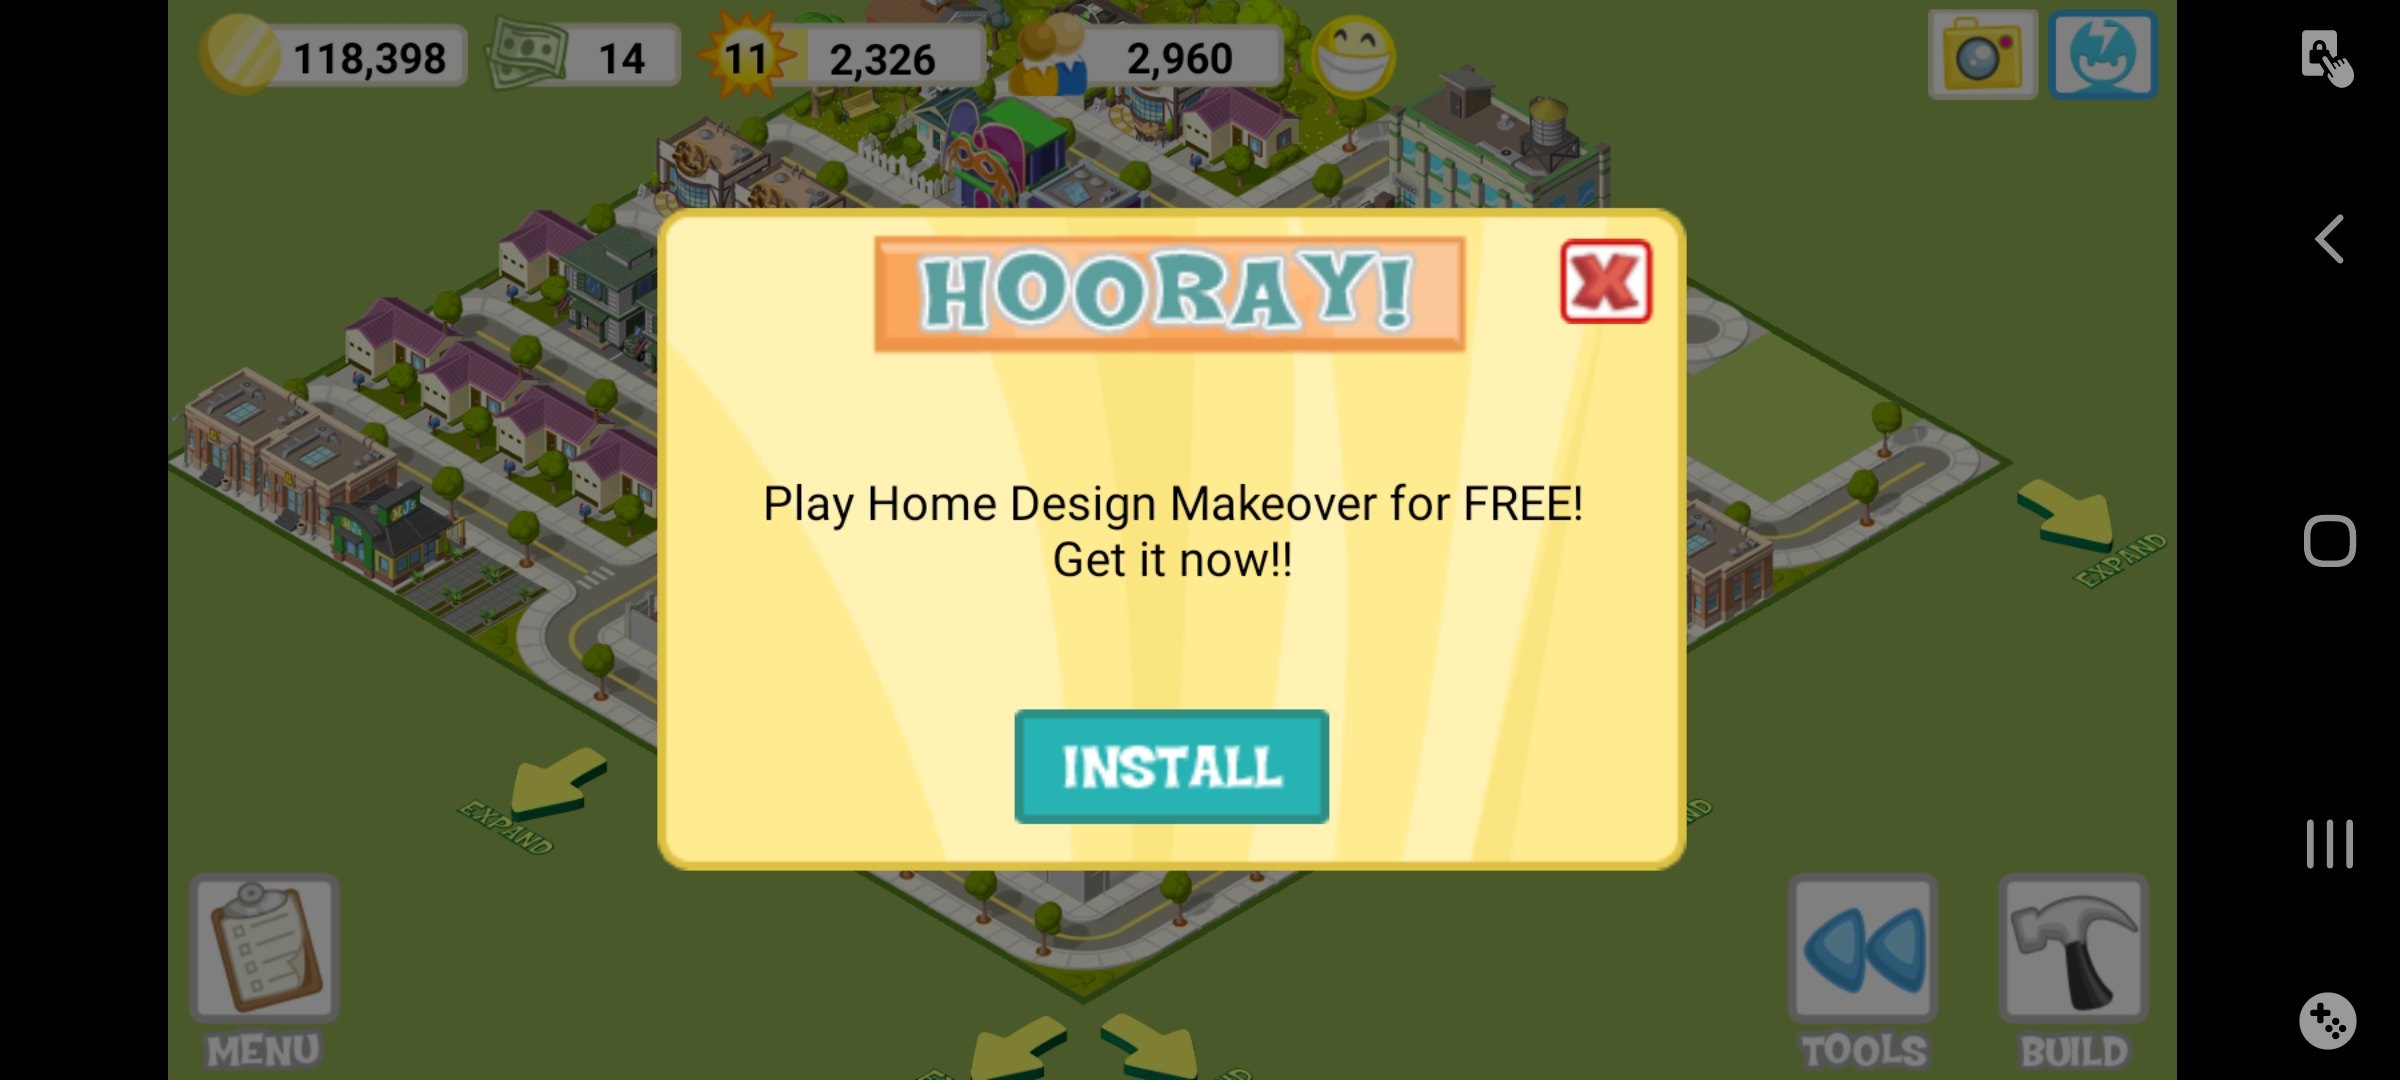 118,398
14
11
2,326
2,960
HOORAY!
X
Play Home Design Makeover for FREE!
Get it now!!
INSTALL
EXPAND
EXPAND
ND
MENU
TOOLS
BUILD